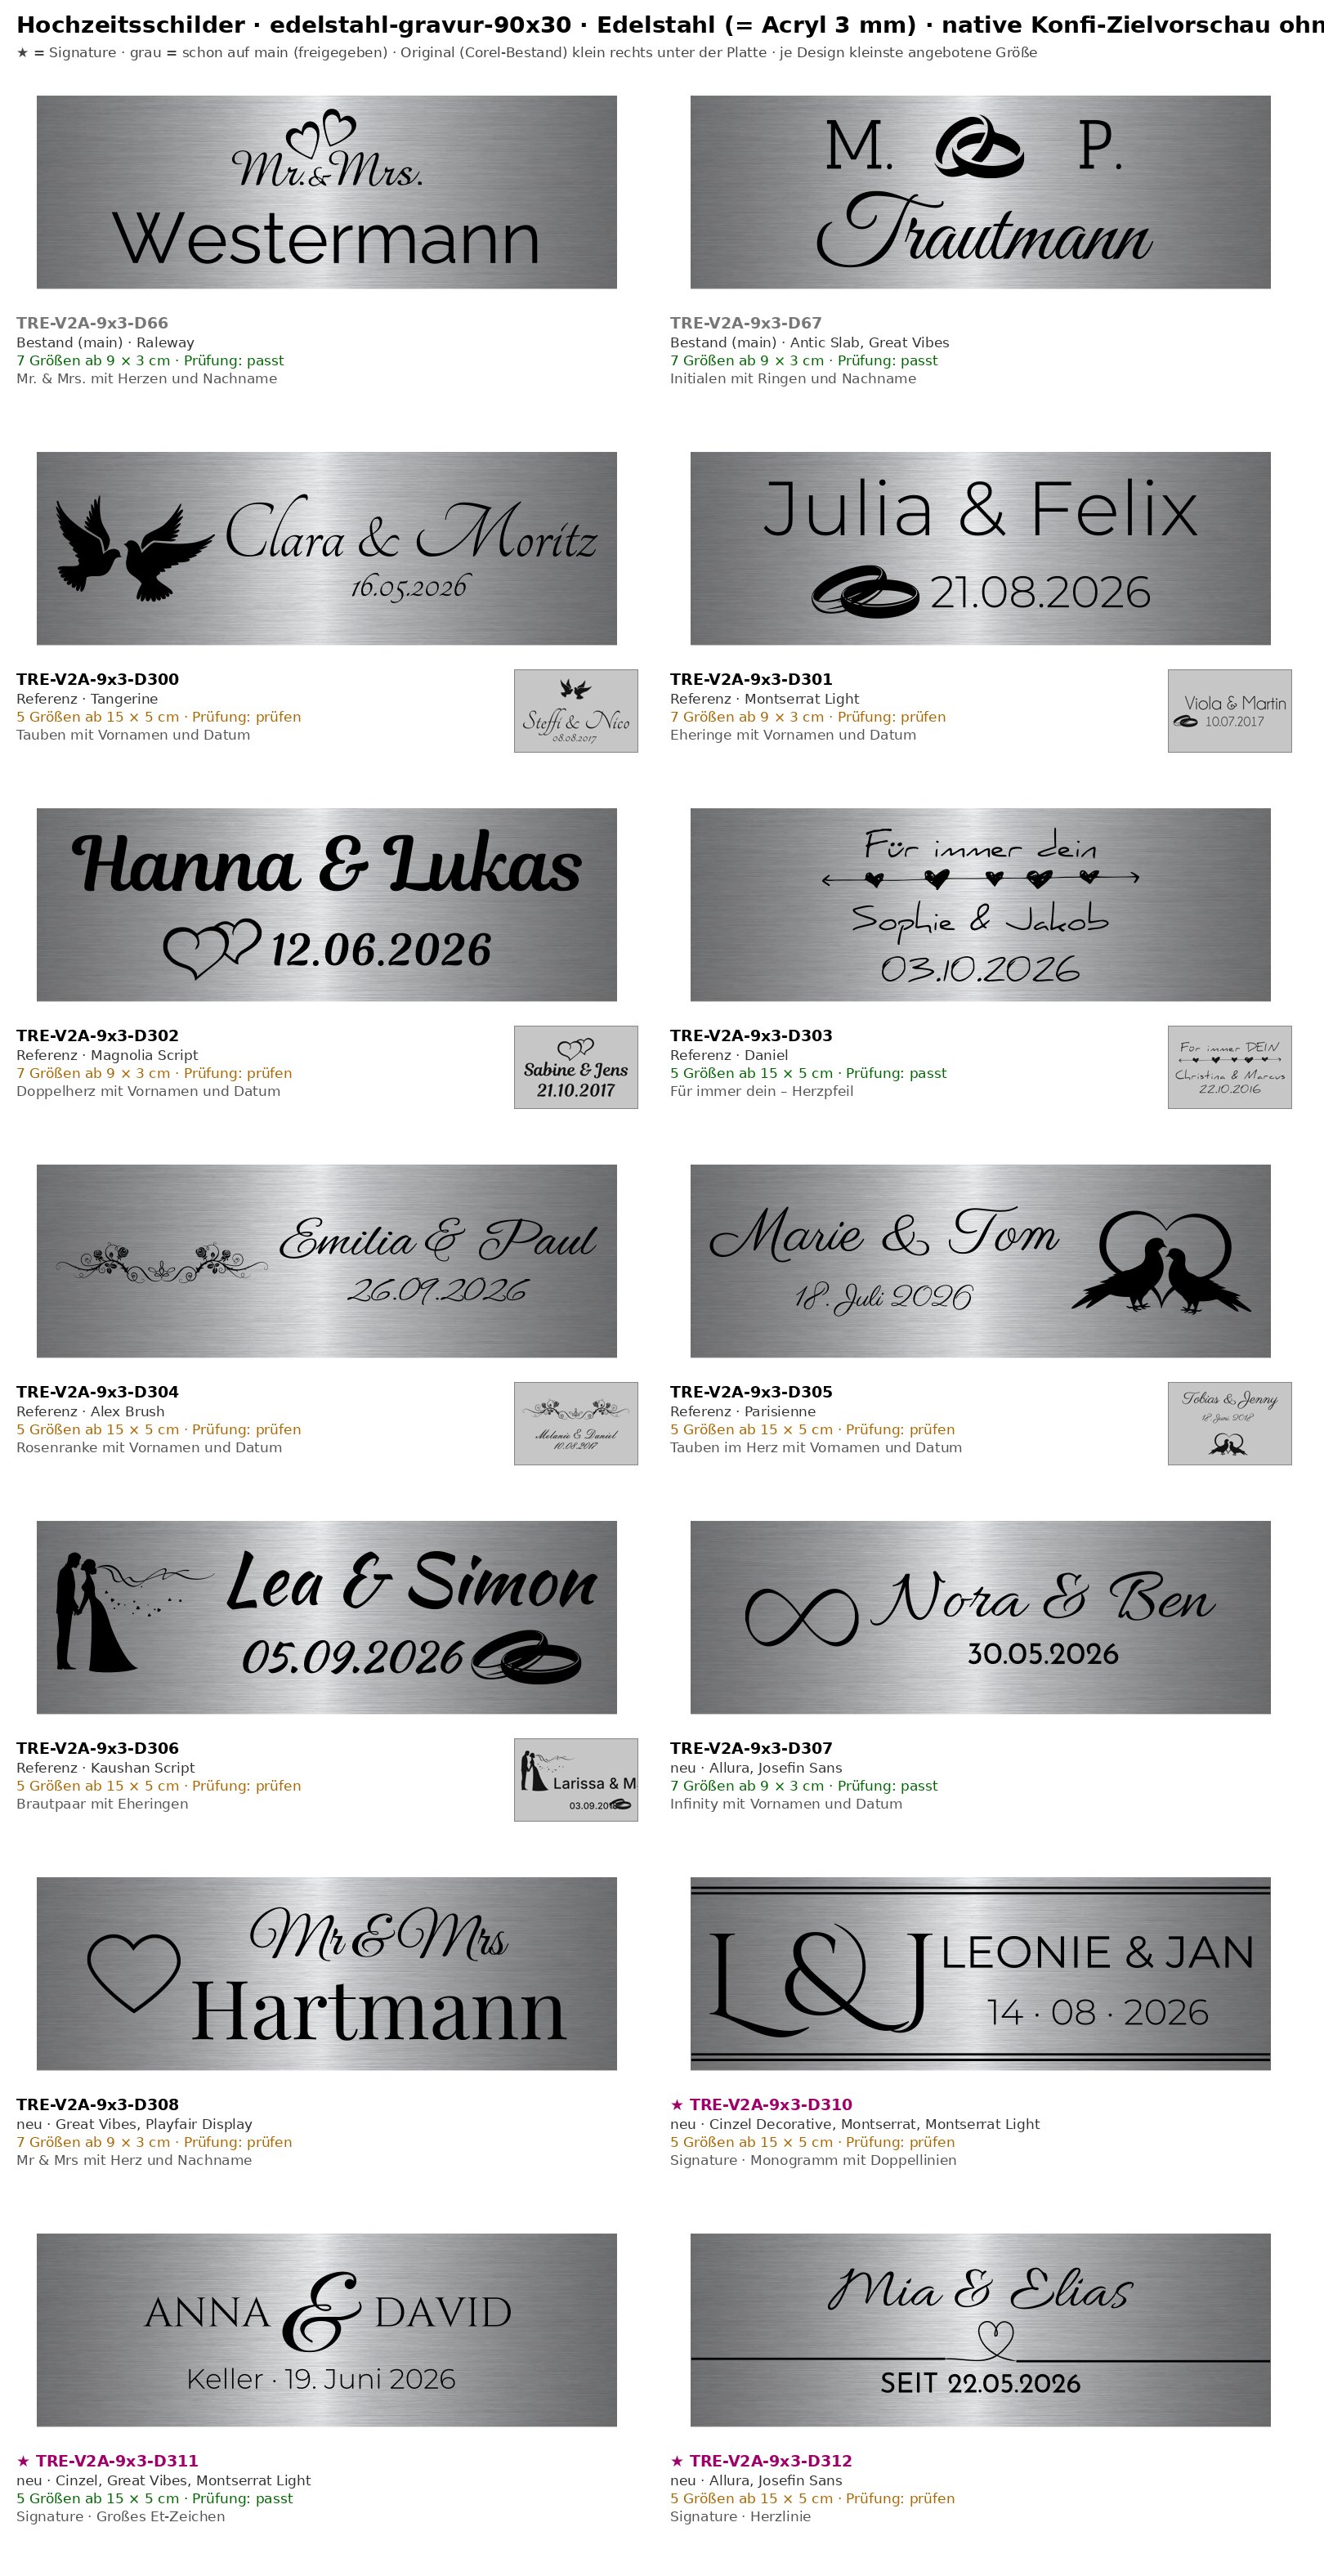 Hochzeitsschilder · edelstahl-gravur-90x30 · Edelstahl (= Acryl 3 mm) · native Konfi-Zielvorschau ohn
★ = Signature · grau = schon auf main (freigegeben) · Original (Corel-Bestand) klein rechts unter der Platte · je Design kleinste angebotene Größe
Mr.&Mrs.
Westermann
TRE-V2A-9x3-D66
Bestand (main) · Raleway
7 Größen ab 9 × 3 cm · Prüfung: passt
Mr. & Mrs. mit Herzen und Nachname
M. P.
Trautmann
TRE-V2A-9x3-D67
Bestand (main) · Antic Slab, Great Vibes
7 Größen ab 9 × 3 cm · Prüfung: passt
Initialen mit Ringen und Nachname
Clara & Moritz
16.05.2026
TRE-V2A-9x3-D300
Referenz · Tangerine
5 Größen ab 15 × 5 cm · Prüfung: prüfen
Tauben mit Vornamen und Datum
Steffi & Nico
08.08.2017
Julia & Felix
21.08.2026
TRE-V2A-9x3-D301
Referenz · Montserrat Light
7 Größen ab 9 × 3 cm · Prüfung: prüfen
Eheringe mit Vornamen und Datum
Viola & Martin
10.07.2017
Hanna & Lukas
12.06.2026
TRE-V2A-9x3-D302
Referenz · Magnolia Script
7 Größen ab 9 × 3 cm · Prüfung: prüfen
Doppelherz mit Vornamen und Datum
Sabine & Jens
21.10.2017
Für immer dein
Sophie & Jakob
03.10.2026
TRE-V2A-9x3-D303
Referenz · Daniel
5 Größen ab 15 × 5 cm · Prüfung: passt
Für immer dein – Herzpfeil
Für immer DEIN
Christina & Marcus
22.10.2016
Emilia & Paul
26.09.2026
TRE-V2A-9x3-D304
Referenz · Alex Brush
5 Größen ab 15 × 5 cm · Prüfung: prüfen
Rosenranke mit Vornamen und Datum
Melanie & Daniel
10.08.2017
Marie & Tom
18. Juli 2026
TRE-V2A-9x3-D305
Referenz · Parisienne
5 Größen ab 15 × 5 cm · Prüfung: prüfen
Tauben im Herz mit Vornamen und Datum
Tobias & Jenny
18. Juni 2018
Lea & Simon
05.09.2026
TRE-V2A-9x3-D306
Referenz · Kaushan Script
5 Größen ab 15 × 5 cm · Prüfung: prüfen
Brautpaar mit Eheringen
Larissa & M
03.09.20
Nora & Ben
30.05.2026
TRE-V2A-9x3-D307
neu · Allura, Josefin Sans
7 Größen ab 9 × 3 cm · Prüfung: passt
Infinity mit Vornamen und Datum
Mr & Mrs
Hartmann
TRE-V2A-9x3-D308
neu · Great Vibes, Playfair Display
7 Größen ab 9 × 3 cm · Prüfung: prüfen
Mr & Mrs mit Herz und Nachname
L&J
LEONIE & JAN
14 · 08 · 2026
★ TRE-V2A-9x3-D310
neu · Cinzel Decorative, Montserrat, Montserrat Light
5 Größen ab 15 × 5 cm · Prüfung: prüfen
Signature · Monogramm mit Doppellinien
ANNA & DAVID
Keller · 19. Juni 2026
★ TRE-V2A-9x3-D311
neu · Cinzel, Great Vibes, Montserrat Light
5 Größen ab 15 × 5 cm · Prüfung: passt
Signature · Großes Et-Zeichen
Mia & Elias
SEIT 22.05.2026
★ TRE-V2A-9x3-D312
neu · Allura, Josefin Sans
5 Größen ab 15 × 5 cm · Prüfung: prüfen
Signature · Herzlinie